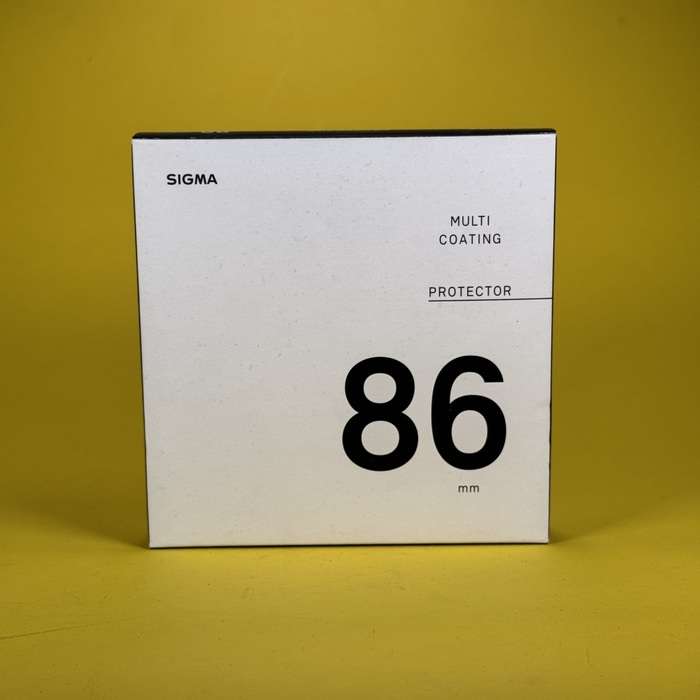 SIGMA
MULTI
COATING
PROTECTOR
86
mm